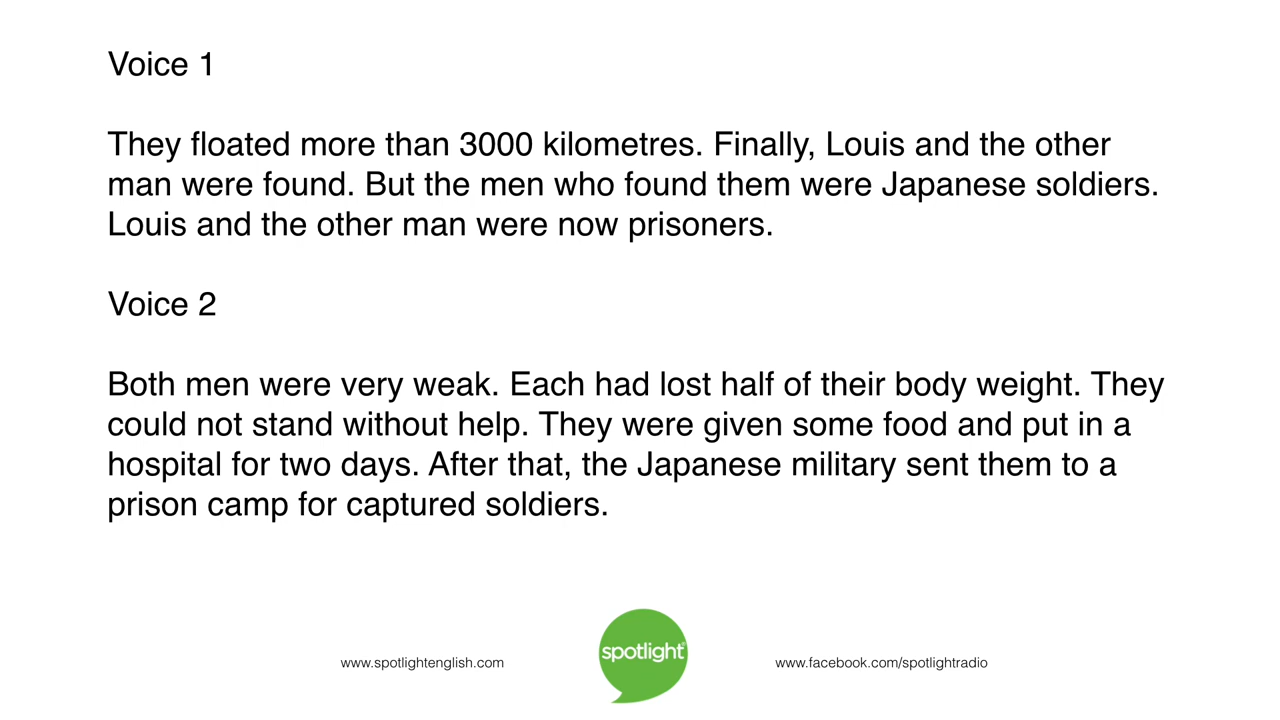 Voice 1
They floated more than 3000 kilometres. Finally, Louis and the other
man were found. But the men who found them were Japanese soldiers.
Louis and the other man were now prisoners.
Voice 2
Both men were very weak. Each had lost half of their body weight. They
could not stand without help. They were given some food and put in a
hospital for two days. After that, the Japanese military sent them to a
prison camp for captured soldiers.
www.spotlightenglish.com
spotlight®
www.facebook.com/spotlightradio